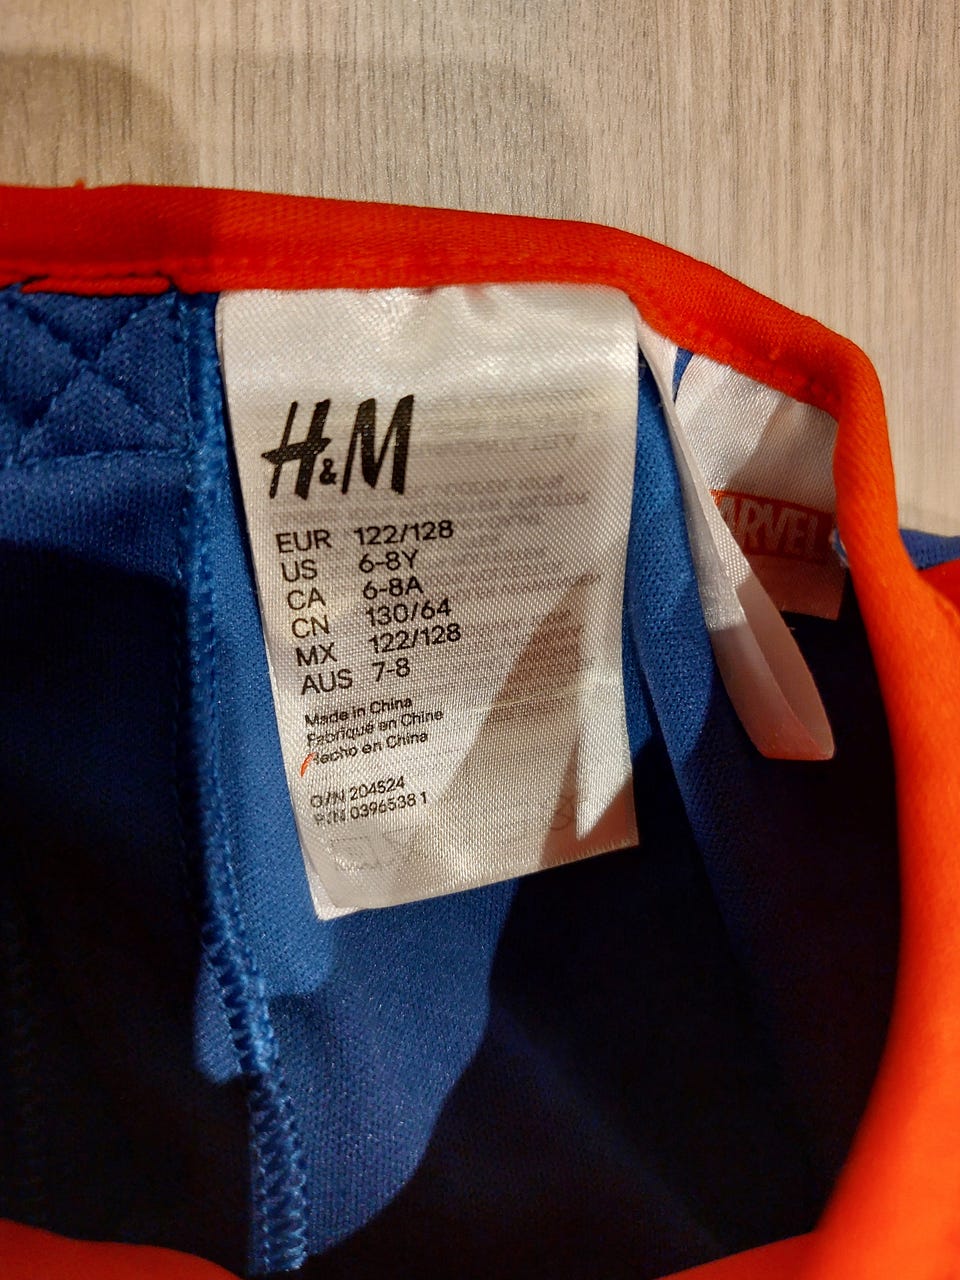 H&M
EUR 122/128
US 6-8Y
CA 6-8A
CN 130/64
MX 122/128
AUS 7-8
Made in China
Fabriqué en Chine
Hecho en China
O/N 204524
P/N 0396538 1
ARVEL